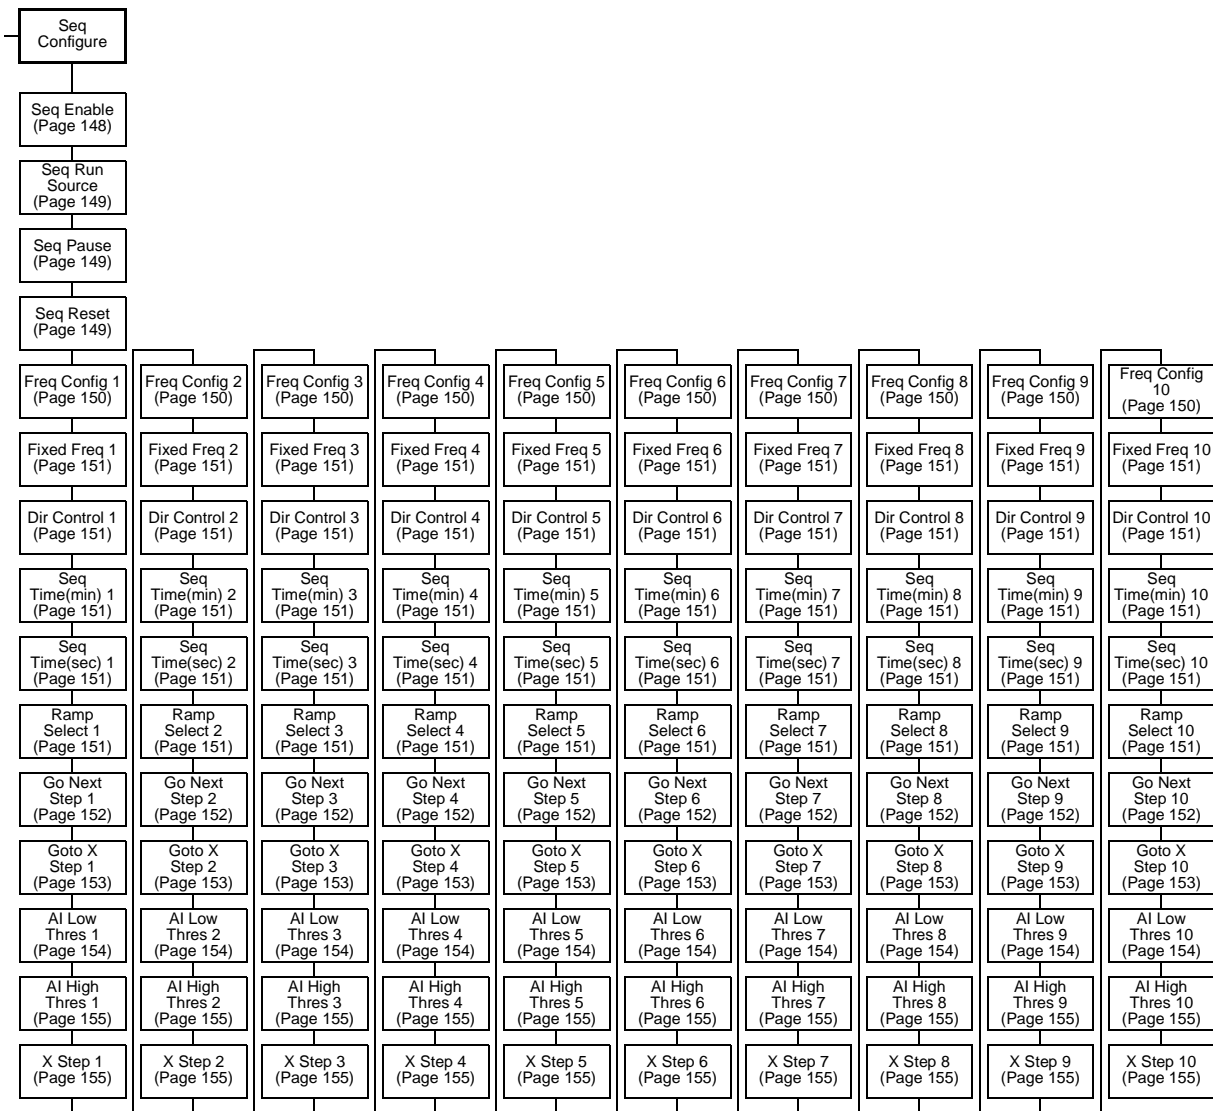 Seq
Configure
Seq Enable
(Page 148)
Seq Run
Source
(Page 149)
Seq Pause
(Page 149)
Seq Reset
(Page 149)
Freq Config 1
(Page 150)
Freq Config 2
(Page 150)
Freq Config 3
(Page 150)
Freq Config 4
(Page 150)
Freq Config 5
(Page 150)
Freq Config 6
(Page 150)
Freq Config 7
(Page 150)
Freq Config 8
(Page 150)
Freq Config 9
(Page 150)
Freq Config
10
(Page 150)
Fixed Freq 1
(Page 151)
Fixed Freq 2
(Page 151)
Fixed Freq 3
(Page 151)
Fixed Freq 4
(Page 151)
Fixed Freq 5
(Page 151)
Fixed Freq 6
(Page 151)
Fixed Freq 7
(Page 151)
Fixed Freq 8
(Page 151)
Fixed Freq 9
(Page 151)
Fixed Freq 10
(Page 151)
Dir Control 1
(Page 151)
Dir Control 2
(Page 151)
Dir Control 3
(Page 151)
Dir Control 4
(Page 151)
Dir Control 5
(Page 151)
Dir Control 6
(Page 151)
Dir Control 7
(Page 151)
Dir Control 8
(Page 151)
Dir Control 9
(Page 151)
Dir Control 10
(Page 151)
Seq
Time(min) 1
(Page 151)
Seq
Time(min) 2
(Page 151)
Seq
Time(min) 3
(Page 151)
Seq
Time(min) 4
(Page 151)
Seq
Time(min) 5
(Page 151)
Seq
Time(min) 6
(Page 151)
Seq
Time(min) 7
(Page 151)
Seq
Time(min) 8
(Page 151)
Seq
Time(min) 9
(Page 151)
Seq
Time(min) 10
(Page 151)
Seq
Time(sec) 1
(Page 151)
Seq
Time(sec) 2
(Page 151)
Seq
Time(sec) 3
(Page 151)
Seq
Time(sec) 4
(Page 151)
Seq
Time(sec) 5
(Page 151)
Seq
Time(sec) 6
(Page 151)
Seq
Time(sec) 7
(Page 151)
Seq
Time(sec) 8
(Page 151)
Seq
Time(sec) 9
(Page 151)
Seq
Time(sec) 10
(Page 151)
Ramp
Select 1
(Page 151)
Ramp
Select 2
(Page 151)
Ramp
Select 3
(Page 151)
Ramp
Select 4
(Page 151)
Ramp
Select 5
(Page 151)
Ramp
Select 6
(Page 151)
Ramp
Select 7
(Page 151)
Ramp
Select 8
(Page 151)
Ramp
Select 9
(Page 151)
Ramp
Select 10
(Page 151)
Go Next
Step 1
(Page 152)
Go Next
Step 2
(Page 152)
Go Next
Step 3
(Page 152)
Go Next
Step 4
(Page 152)
Go Next
Step 5
(Page 152)
Go Next
Step 6
(Page 152)
Go Next
Step 7
(Page 152)
Go Next
Step 8
(Page 152)
Go Next
Step 9
(Page 152)
Go Next
Step 10
(Page 152)
Goto X
Step 1
(Page 153)
Goto X
Step 2
(Page 153)
Goto X
Step 3
(Page 153)
Goto X
Step 4
(Page 153)
Goto X
Step 5
(Page 153)
Goto X
Step 6
(Page 153)
Goto X
Step 7
(Page 153)
Goto X
Step 8
(Page 153)
Goto X
Step 9
(Page 153)
Goto X
Step 10
(Page 153)
AI Low
Thres 1
(Page 154)
AI Low
Thres 2
(Page 154)
AI Low
Thres 3
(Page 154)
AI Low
Thres 4
(Page 154)
AI Low
Thres 5
(Page 154)
AI Low
Thres 6
(Page 154)
AI Low
Thres 7
(Page 154)
AI Low
Thres 8
(Page 154)
AI Low
Thres 9
(Page 154)
AI Low
Thres 10
(Page 154)
AI High
Thres 1
(Page 155)
AI High
Thres 2
(Page 155)
AI High
Thres 3
(Page 155)
AI High
Thres 4
(Page 155)
AI High
Thres 5
(Page 155)
AI High
Thres 6
(Page 155)
AI High
Thres 7
(Page 155)
AI High
Thres 8
(Page 155)
AI High
Thres 9
(Page 155)
AI High
Thres 10
(Page 155)
X Step 1
(Page 155)
X Step 2
(Page 155)
X Step 3
(Page 155)
X Step 4
(Page 155)
X Step 5
(Page 155)
X Step 6
(Page 155)
X Step 7
(Page 155)
X Step 8
(Page 155)
X Step 9
(Page 155)
X Step 10
(Page 155)